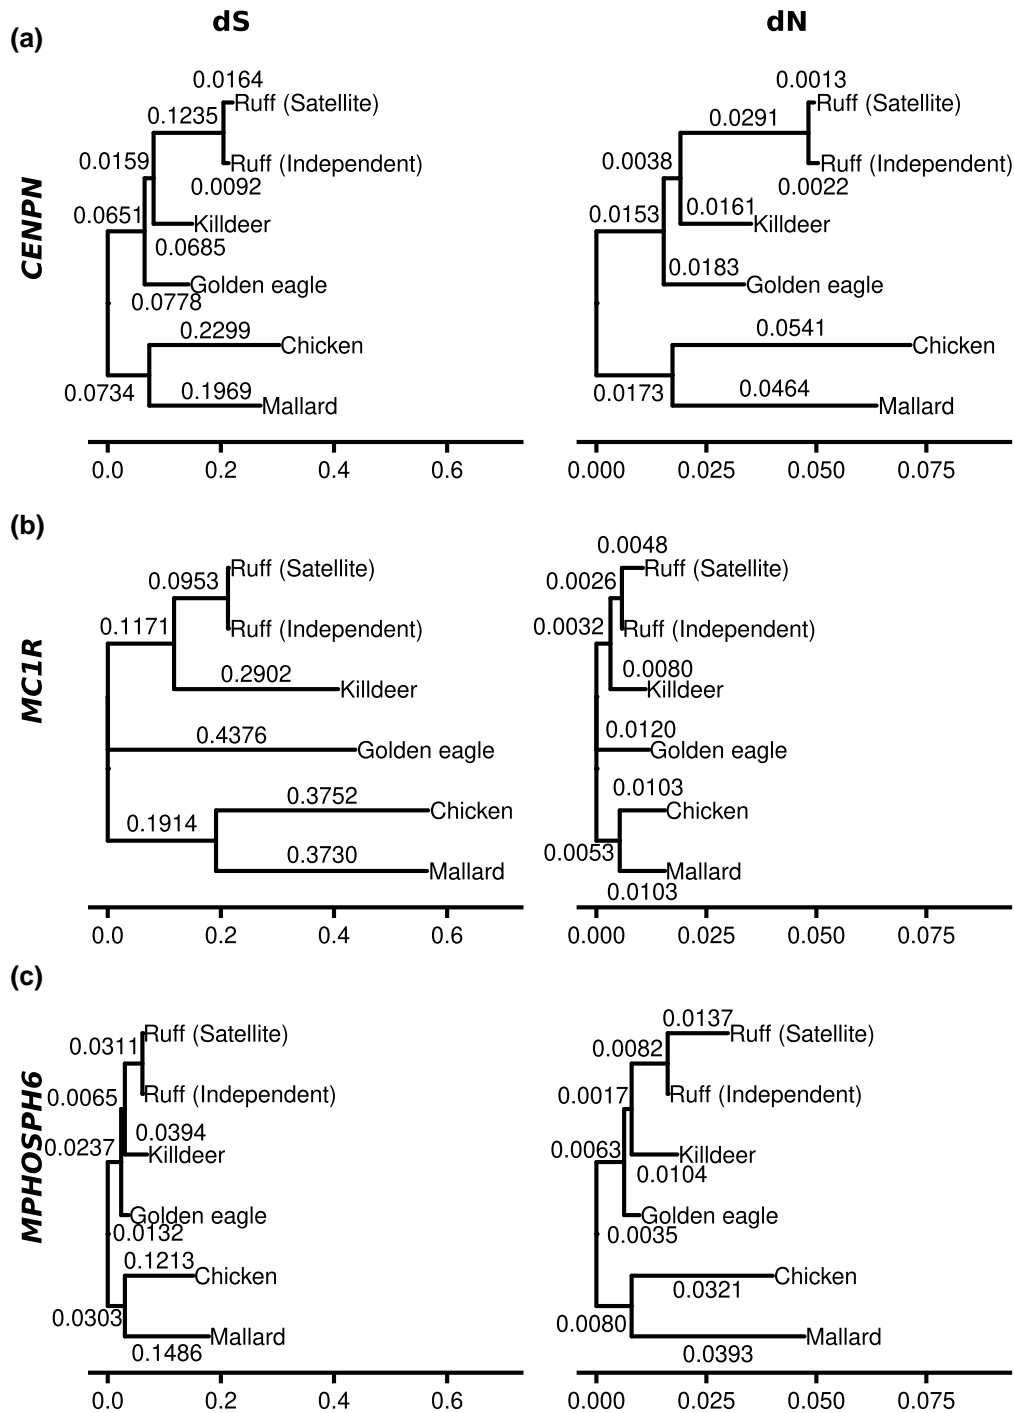 dS
dN
(a)
CENPN
0.0164
Ruff (Satellite)
0.1235
0.0159
Ruff (Independent)
0.0092
0.0651
Killdeer
0.0685
Golden eagle
0.0778
0.2299
Chicken
0.0734
0.1969
Mallard
0.0 0.2 0.4 0.6
0.0013
Ruff (Satellite)
0.0291
0.0038
Ruff (Independent)
0.0022
0.0153
0.0161
Killdeer
0.0183
Golden eagle
0.0541
Chicken
0.0173
0.0464
Mallard
0.000 0.025 0.050 0.075
(b)
MC1R
Ruff (Satellite)
0.0953
0.1171
Ruff (Independent)
0.2902
Killdeer
0.4376
Golden eagle
0.3752
Chicken
0.1914
0.3730
Mallard
0.0 0.2 0.4 0.6
0.0048
Ruff (Satellite)
0.0026
0.0032
Ruff (Independent)
0.0080
Killdeer
0.0120
Golden eagle
0.0103
Chicken
0.0053
Mallard
0.0103
0.000 0.025 0.050 0.075
(c)
MPHOSPH6
Ruff (Satellite)
0.0311
0.0065
Ruff (Independent)
0.0394
0.0237
Killdeer
Golden eagle
0.0132
0.1213
Chicken
0.0303
Mallard
0.1486
0.0 0.2 0.4 0.6
0.0137
Ruff (Satellite)
0.0082
0.0017
Ruff (Independent)
0.0063
Killdeer
0.0104
Golden eagle
0.0035
Chicken
0.0321
0.0080
Mallard
0.0393
0.000 0.025 0.050 0.075